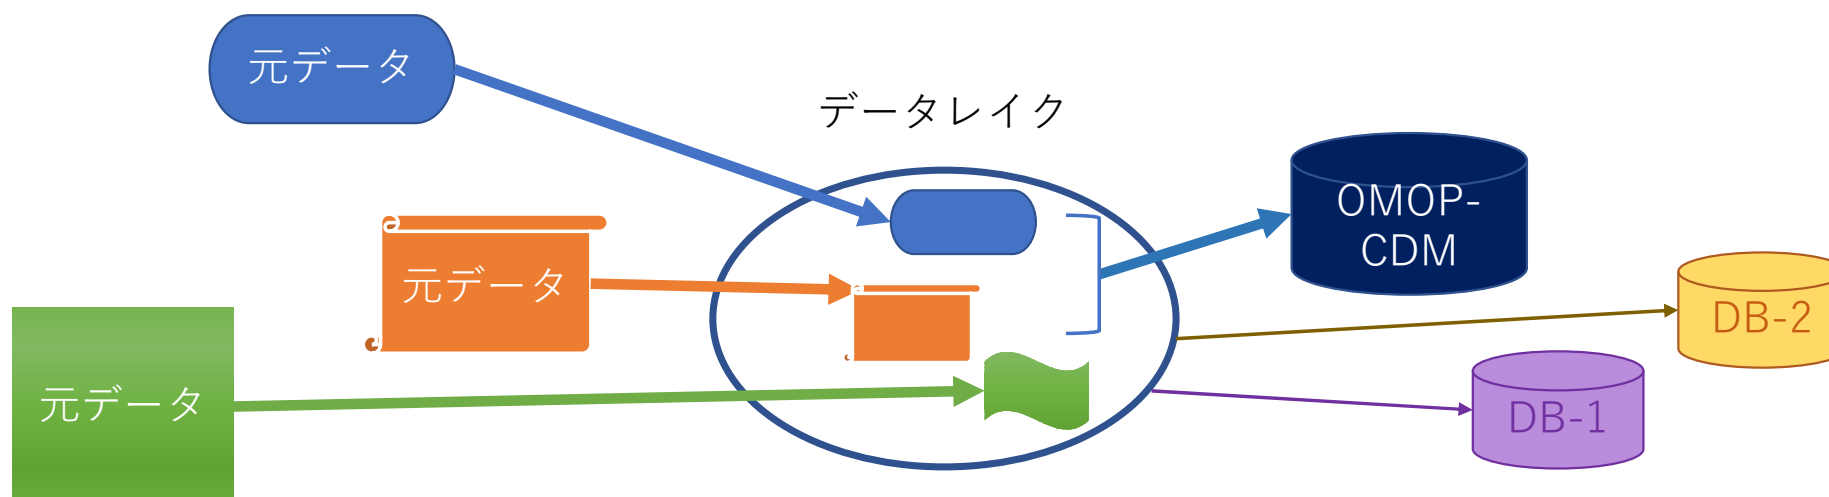 元データ
データレイク
元データ
元データ
OMOP-
CDM
DB-2
DB-1